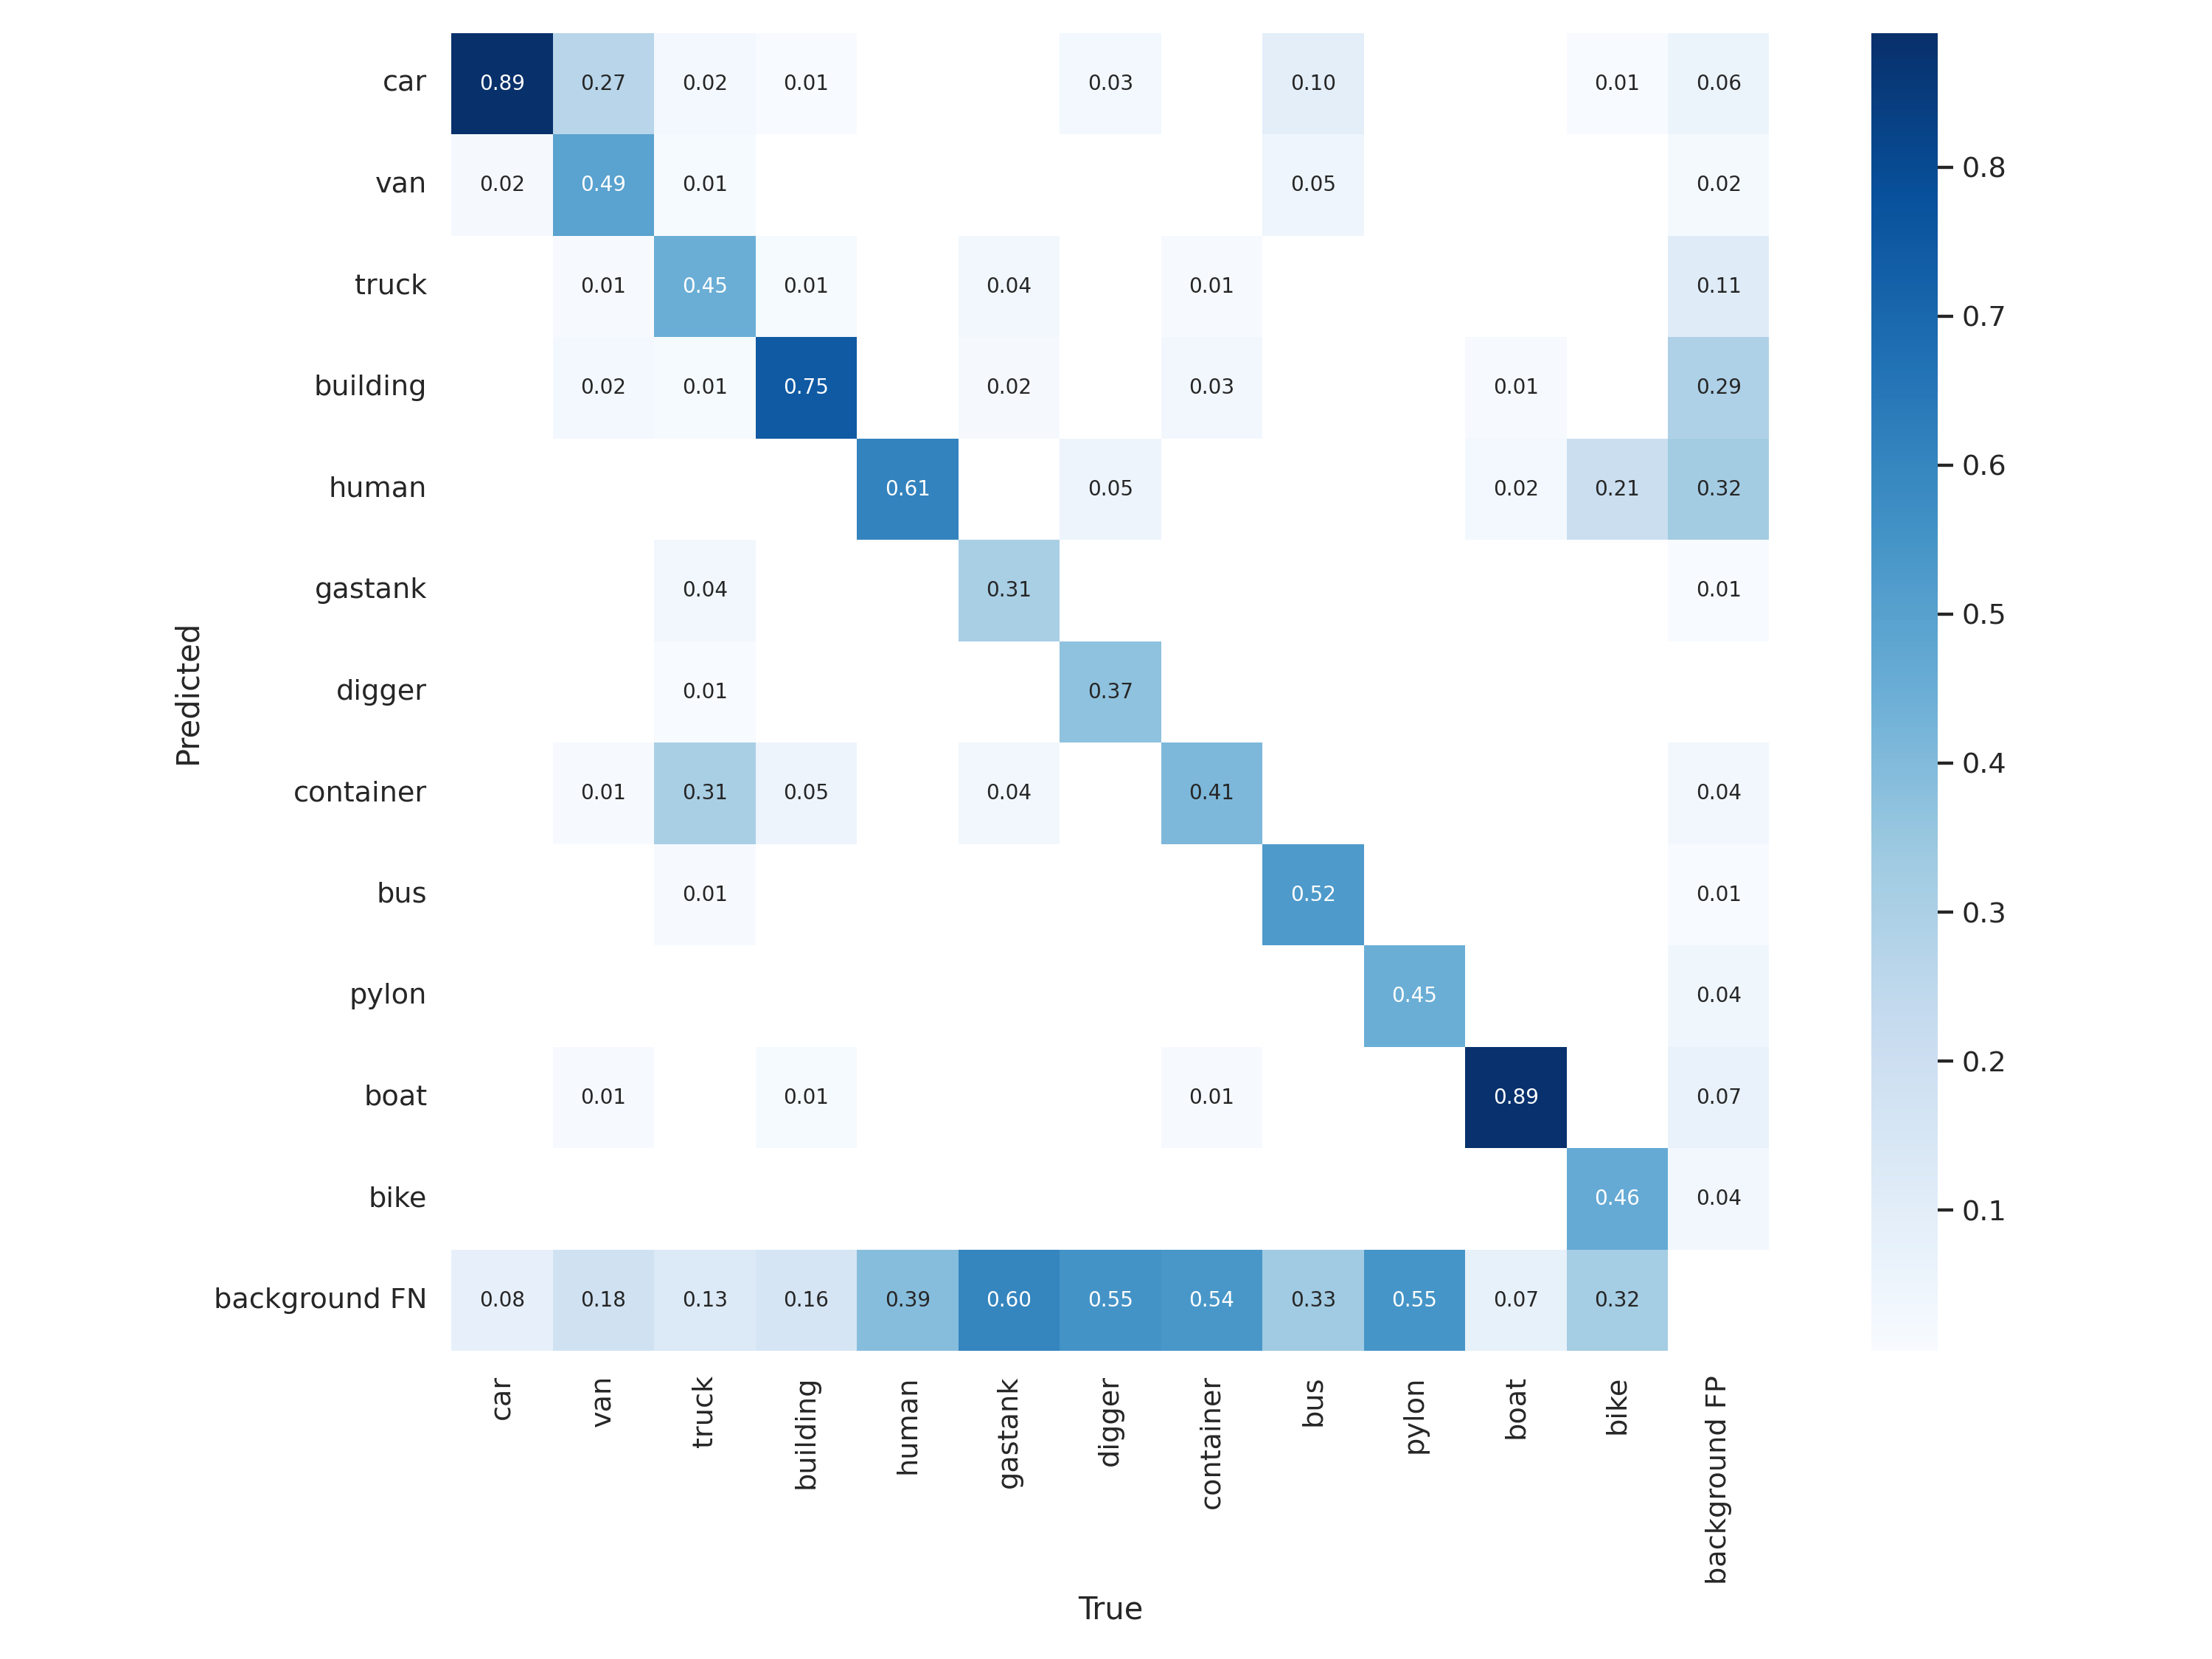 car 0.89 0.27 0.02 0.01 0.03 0.10 0.01 0.06
van 0.02 0.49 0.01 0.05 0.02
truck 0.01 0.45 0.01 0.04 0.01 0.11
building 0.02 0.01 0.75 0.02 0.03 0.01 0.29
human 0.61 0.05 0.02 0.21 0.32
gastank 0.04 0.31 0.01
digger 0.01 0.37
container 0.01 0.31 0.05 0.04 0.41 0.04
bus 0.01 0.52 0.01
pylon 0.45 0.04
boat 0.01 0.01 0.01 0.89 0.07
bike 0.46 0.04
background FN 0.08 0.18 0.13 0.16 0.39 0.60 0.55 0.54 0.33 0.55 0.07 0.32
Predicted
car van truck building human gastank digger container bus pylon boat bike background FP
True
0.8
0.7
0.6
0.5
0.4
0.3
0.2
0.1